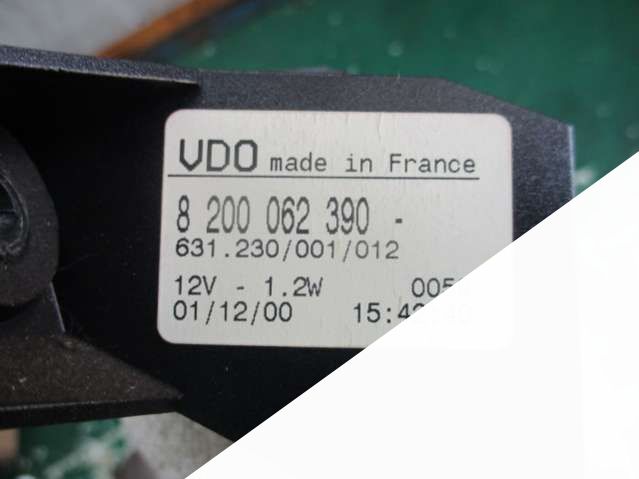 VDO made in France
8 200 062 390 -
631.230/001/012
12V - 1.2W
01/12/00